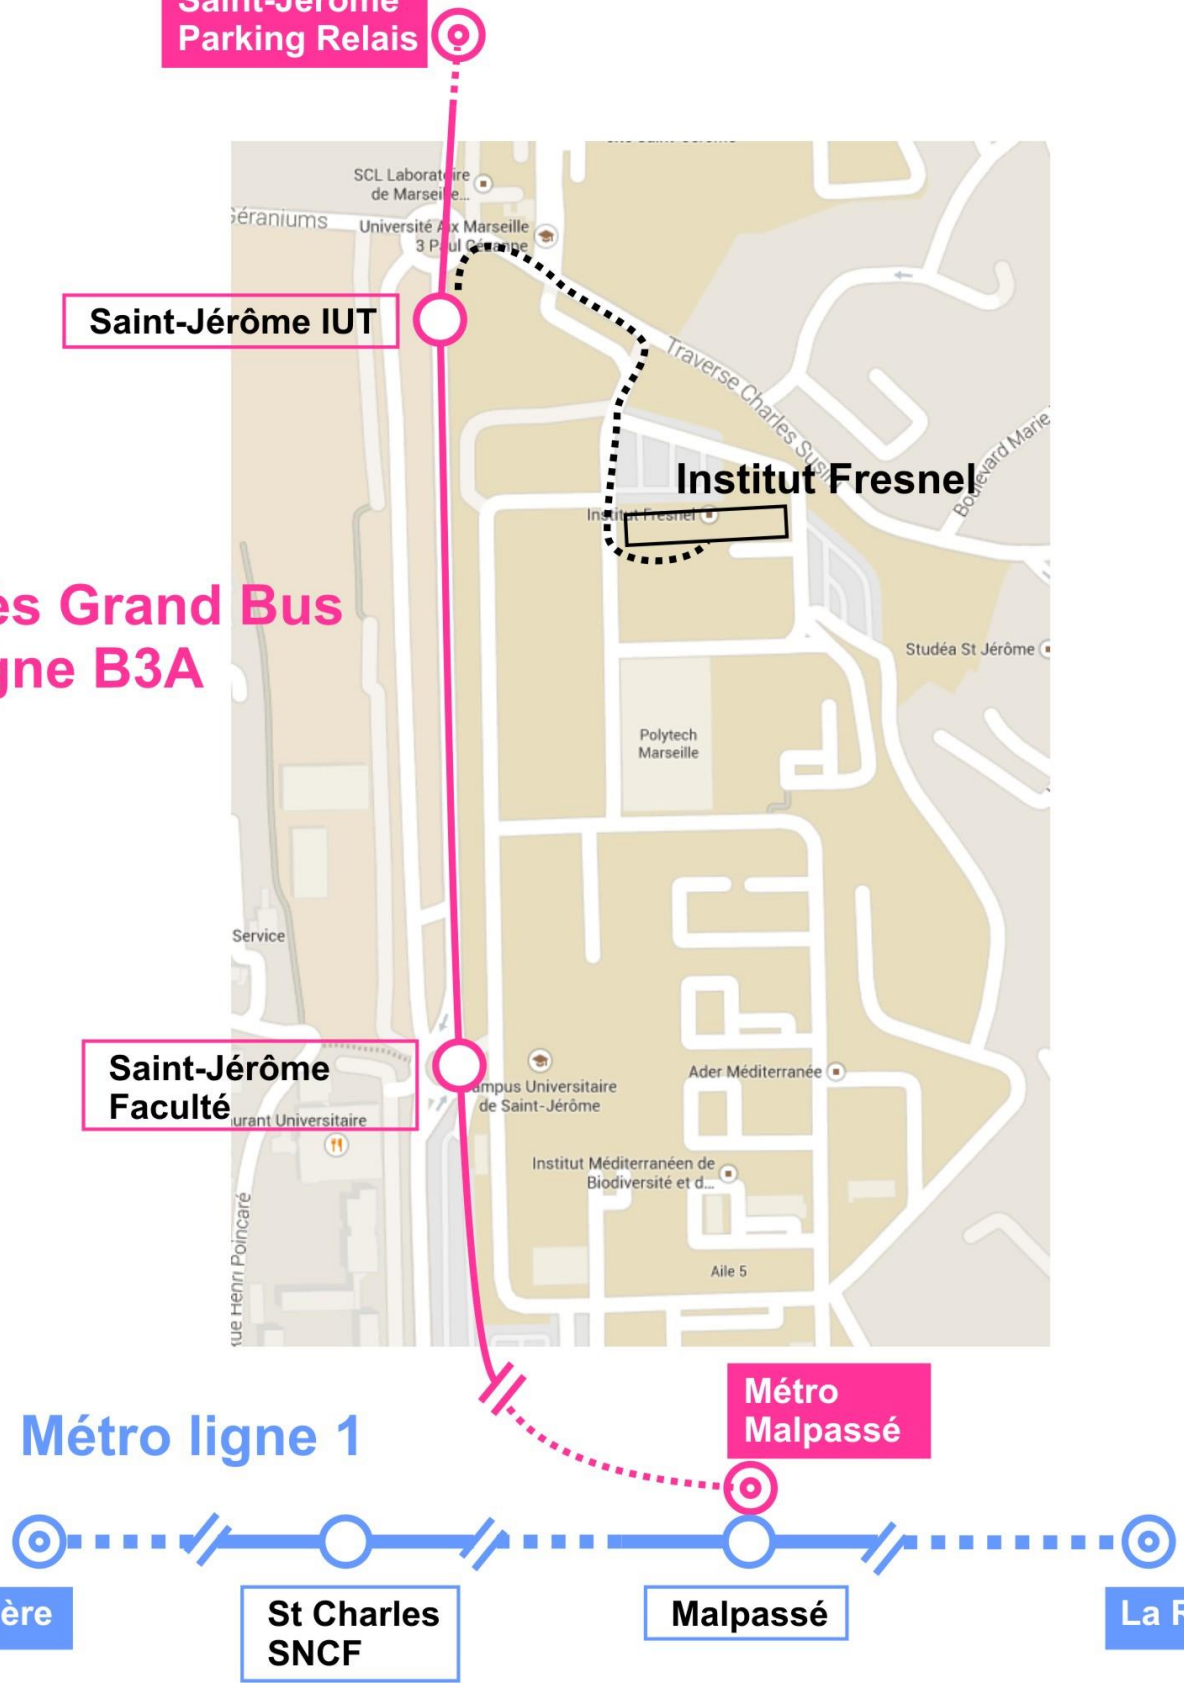 Saint-Jérôme
Parking Relais
SCL Laboratoire
de Marseille...
Géraniums
Université Aix Marseille
3 Paul Cézanne
Saint-Jérôme IUT
Traverse Charles Susini
Boulevard Marie
Institut Fresnel
Institut Fresnel
ès Grand Bus
gne B3A
Studéa St Jérôme
Polytech
Marseille
Service
Saint-Jérôme
Faculté
Campus Universitaire
de Saint-Jérôme
Ader Méditerranée
urant Universitaire
Institut Méditerranéen de
Biodiversité et d...
Rue Henri Poincaré
Aile 5
Métro
Malpassé
Métro ligne 1
ère
St Charles
SNCF
Malpassé
La R